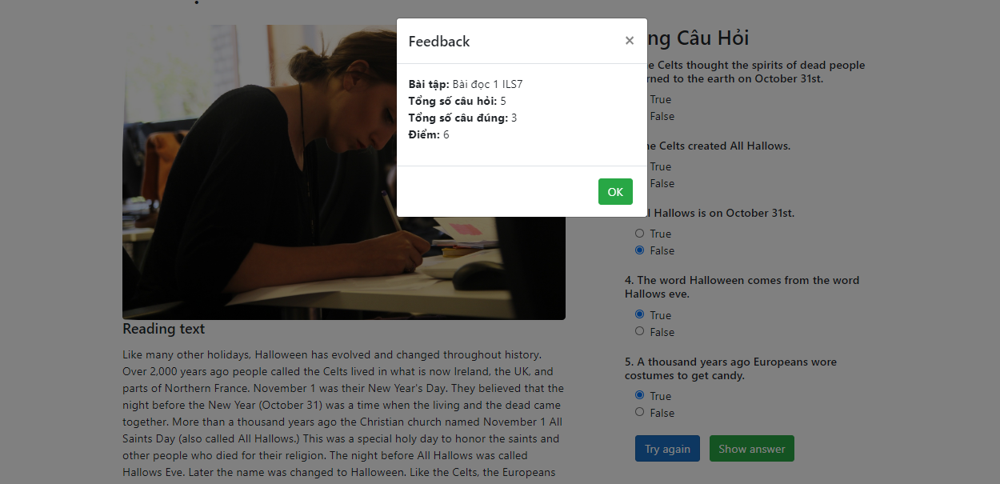 Feedback
×
Bài tập: Bài đọc 1 ILS7
Tổng số câu hỏi: 5
Tổng số câu đúng: 3
Điểm: 6
OK
Reading text
Like many other holidays, Halloween has evolved and changed throughout history.
Over 2,000 years ago people called the Celts lived in what is now Ireland, the UK, and
parts of Northern France. November 1 was their New Year's Day. They believed that the
night before the New Year (October 31) was a time when the living and the dead came
together. More than a thousand years ago the Christian church named November 1 All
Saints Day (also called All Hallows.) This was a special holy day to honor the saints and
other people who died for their religion. The night before All Hallows was called
Hallows Eve. Later the name was changed to Halloween. Like the Celts, the Europeans
Câu Hỏi
Celts thought the spirits of dead people
to the earth on October 31st.
True
False
Celts created All Hallows.
True
False
Hallows is on October 31st.
True
False
4. The word Halloween comes from the word
Hallows eve.
True
False
5. A thousand years ago Europeans wore
costumes to get candy.
True
False
Try again
Show answer